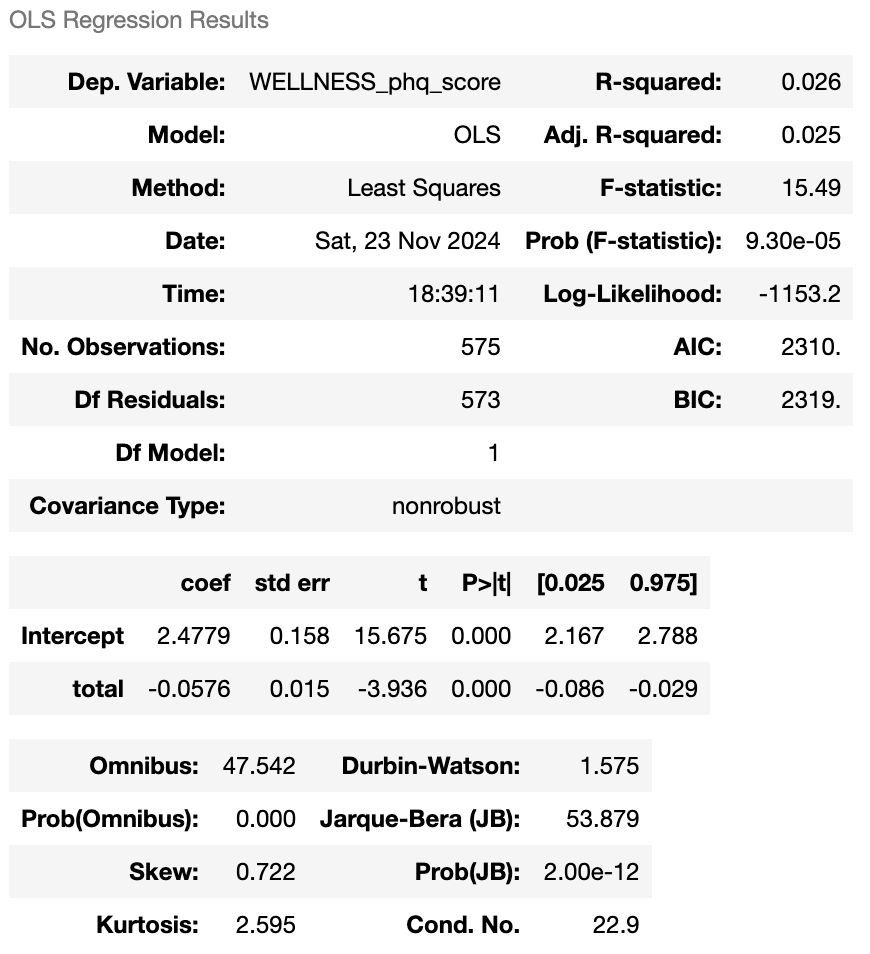 OLS Regression Results
Dep. Variable: WELLNESS_phq_score R-squared: 0.026
Model: OLS Adj. R-squared: 0.025
Method: Least Squares F-statistic: 15.49
Date: Sat, 23 Nov 2024 Prob (F-statistic): 9.30e-05
Time: 18:39:11 Log-Likelihood: -1153.2
No. Observations: 575 AIC: 2310.
Df Residuals: 573 BIC: 2319.
Df Model: 1
Covariance Type: nonrobust
coef std err t P>|t| [0.025 0.975]
Intercept 2.4779 0.158 15.675 0.000 2.167 2.788
total -0.0576 0.015 -3.936 0.000 -0.086 -0.029
Omnibus: 47.542 Durbin-Watson: 1.575
Prob(Omnibus): 0.000 Jarque-Bera (JB): 53.879
Skew: 0.722 Prob(JB): 2.00e-12
Kurtosis: 2.595 Cond. No. 22.9